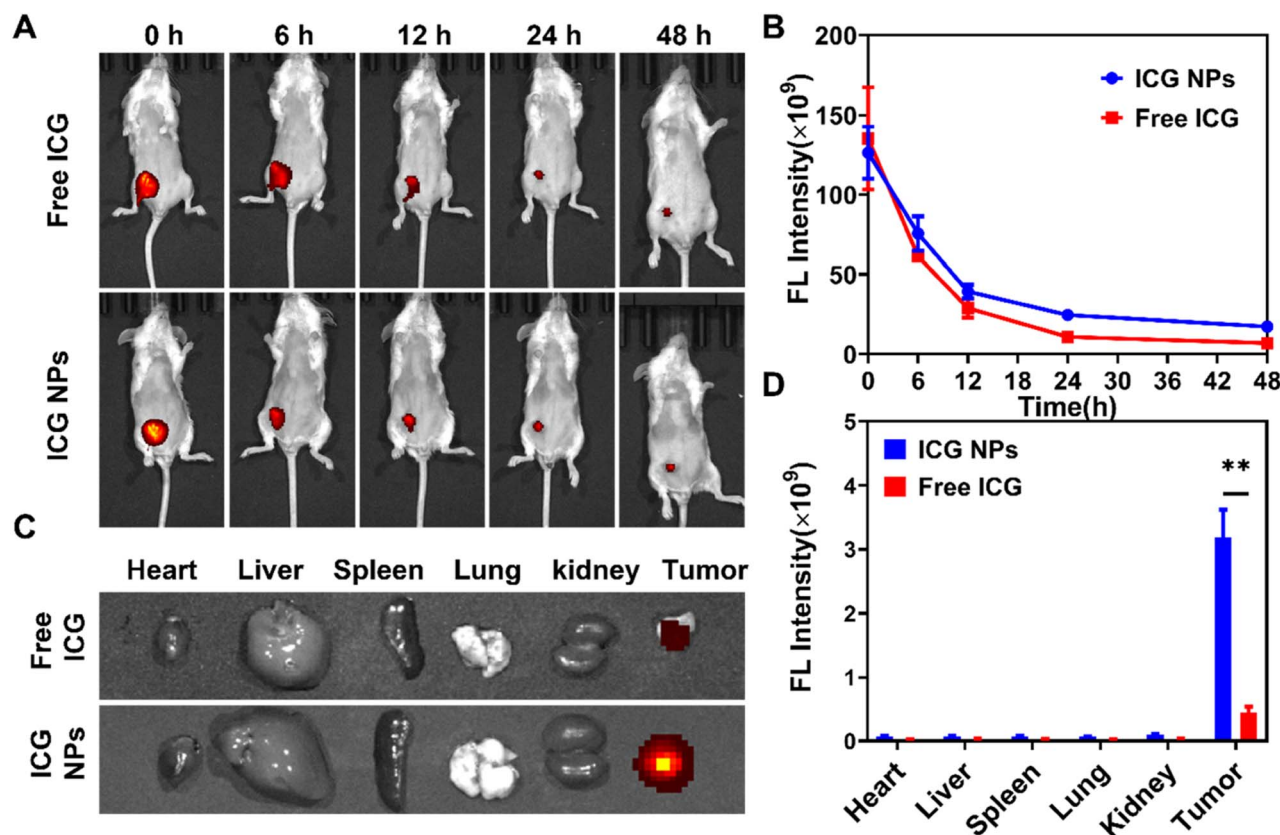 A
0 h 6 h 12 h 24 h 48 h
Free ICG
ICG NPs
B
FL Intensity(×10⁹)
200
150
100
50
0
ICG NPs
Free ICG
0 6 12 18 24 30 36 42 48
Time(h)
C
Heart Liver Spleen Lung kidney Tumor
Free
ICG
ICG
NPs
D
FL Intensity(×10⁹)
5
4
3
2
1
0
ICG NPs
Free ICG
**
Heart Liver Spleen Lung Kidney Tumor